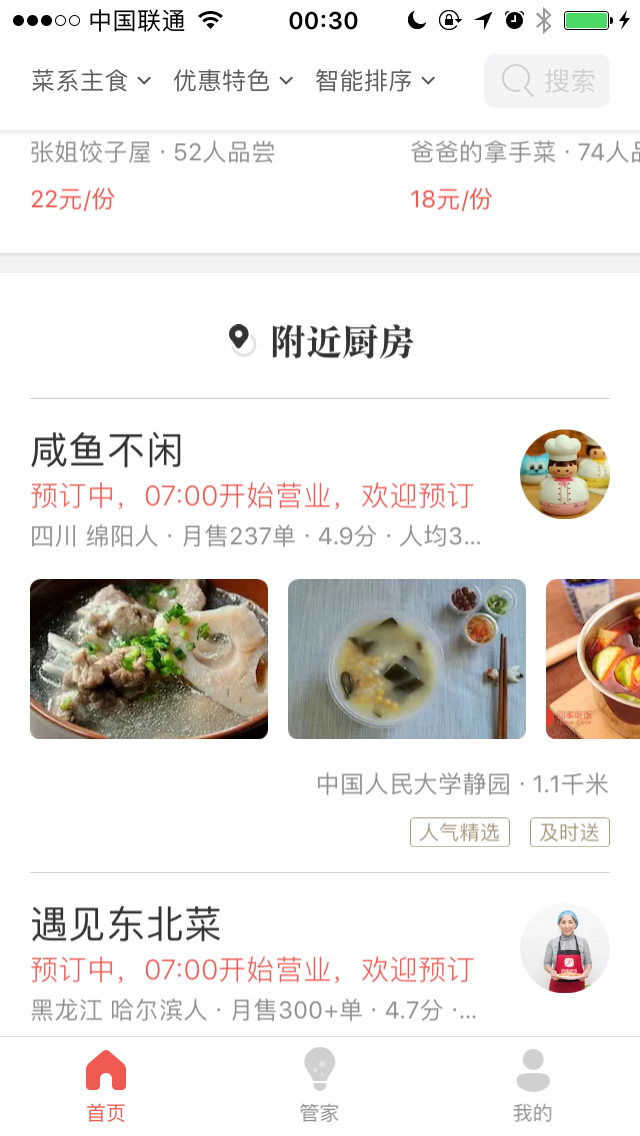 中国联通 00:30
菜系主食 优惠特色 智能排序 搜索
张姐饺子屋 · 52人品尝 爸爸的拿手菜 · 74人品
22元/份 18元/份
附近厨房
咸鱼不闲
预订中，07:00开始营业，欢迎预订
四川 绵阳人 · 月售237单 · 4.9分 · 人均3...
回家吃饭
中国人民大学静园 · 1.1千米
人气精选 及时送
遇见东北菜
预订中，07:00开始营业，欢迎预订
黑龙江 哈尔滨人 · 月售300+单 · 4.7分 ·...
首页 管家 我的